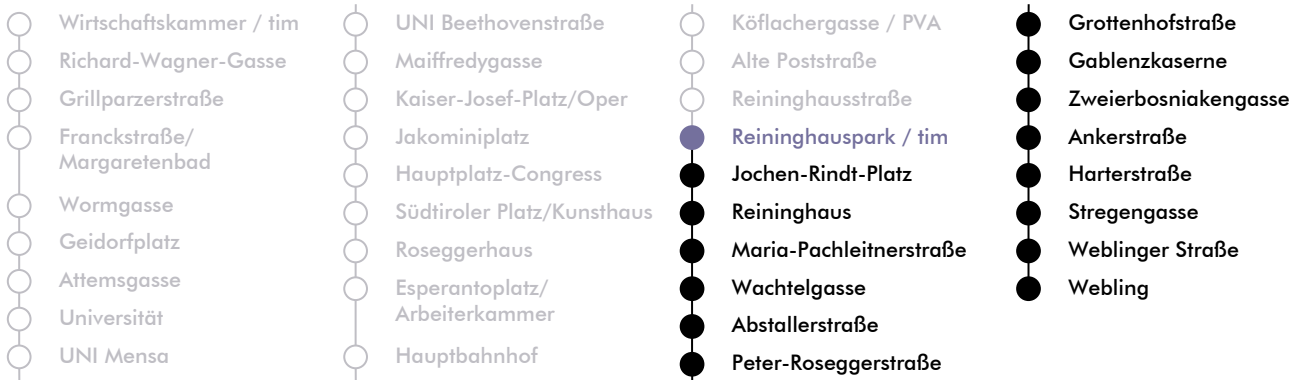 Wirtschaftskammer / tim
Richard-Wagner-Gasse
Grillparzerstraße
Franckstraße/
Margaretenbad
Wormgasse
Geidorfplatz
Attemsgasse
Universität
UNI Mensa
UNI Beethovenstraße
Maiffredygasse
Kaiser-Josef-Platz/Oper
Jakominiplatz
Hauptplatz-Congress
Südtiroler Platz/Kunsthaus
Roseggerhaus
Esperantoplatz/
Arbeiterkammer
Hauptbahnhof
Köflachergasse / PVA
Alte Poststraße
Reininghausstraße
Reininghauspark / tim
Jochen-Rindt-Platz
Reininghaus
Maria-Pachleitnerstraße
Wachtelgasse
Abstallerstraße
Peter-Roseggerstraße
Grottenhofstraße
Gablenzkaserne
Zweierbosniakengasse
Ankerstraße
Harterstraße
Stregengasse
Weblinger Straße
Webling